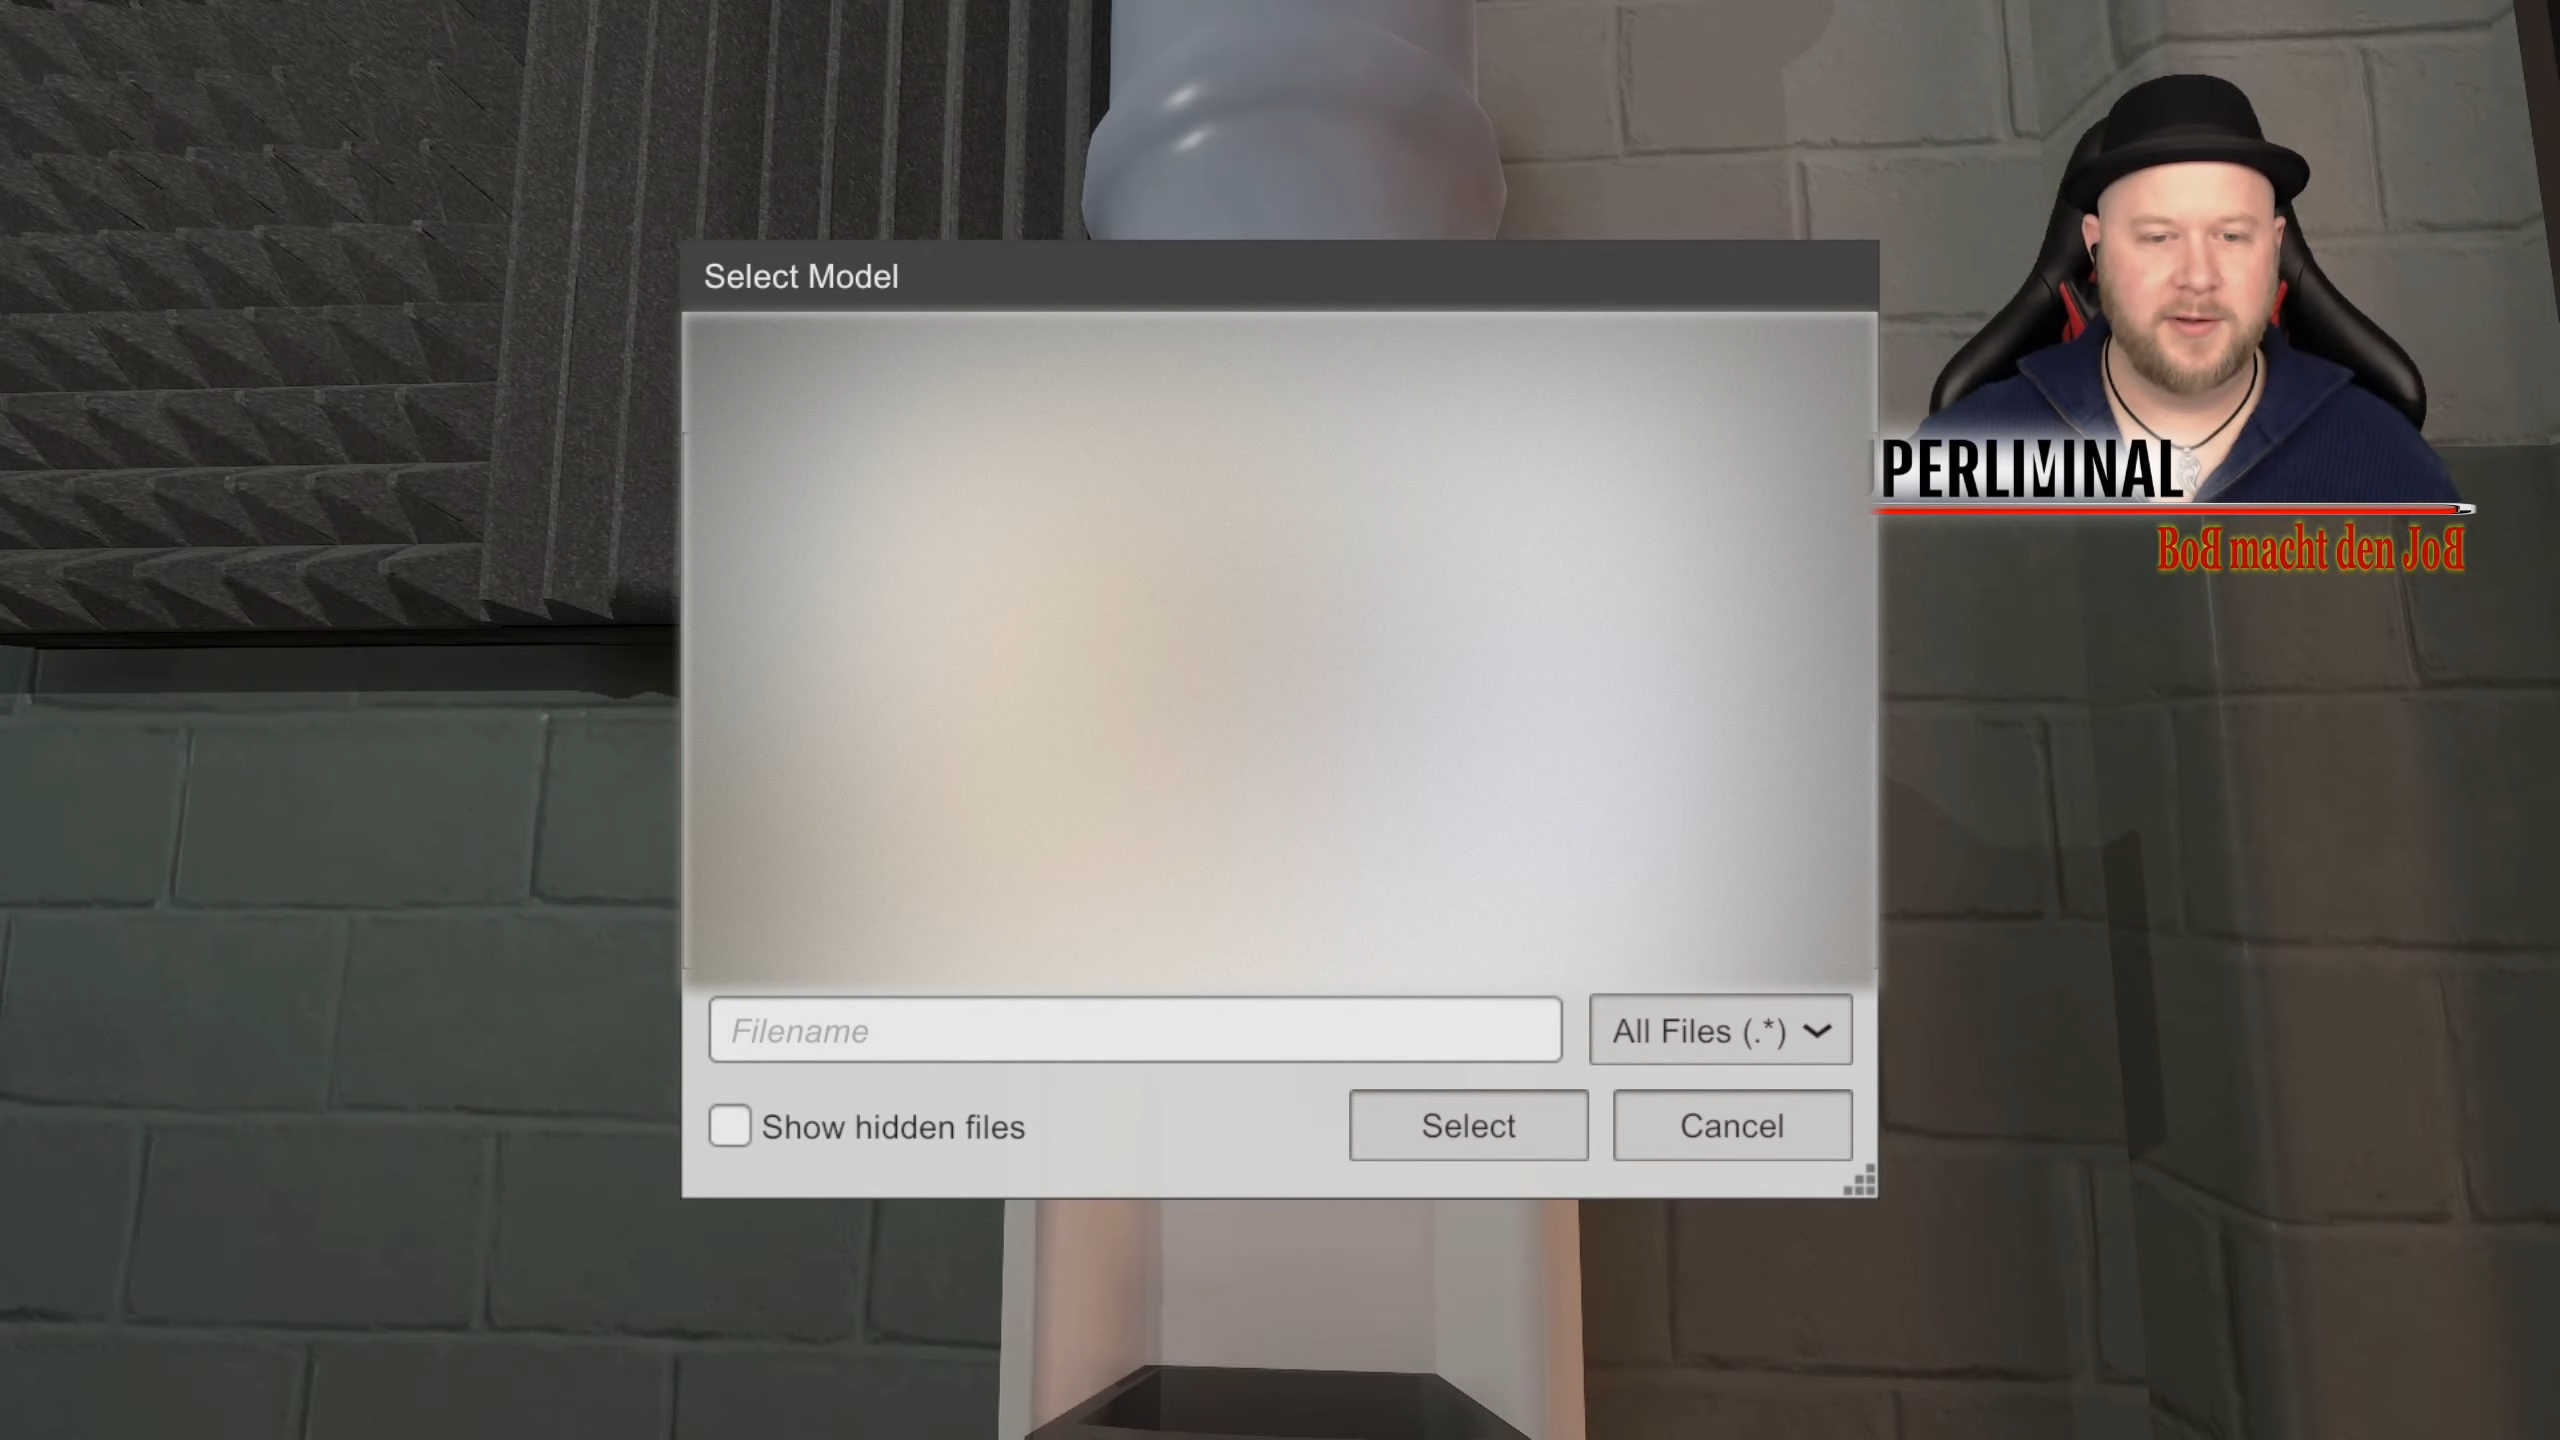 Select Model
PERLIMINAL
BoB macht den JoB
Filename
All Files (.*)
Show hidden files
Select
Cancel